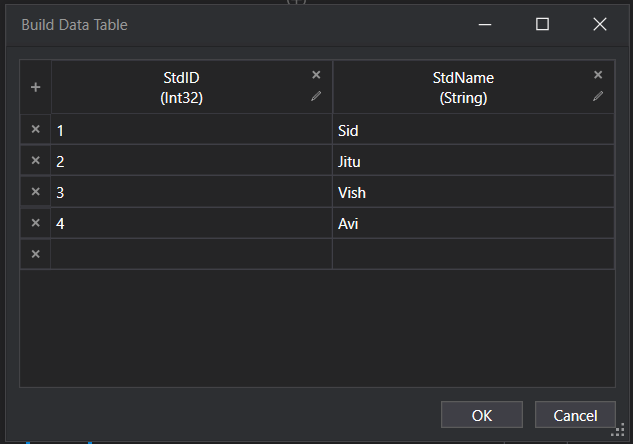 Build Data Table
StdID
(Int32)
StdName
(String)
1 Sid
2 Jitu
3 Vish
4 Avi
OK Cancel